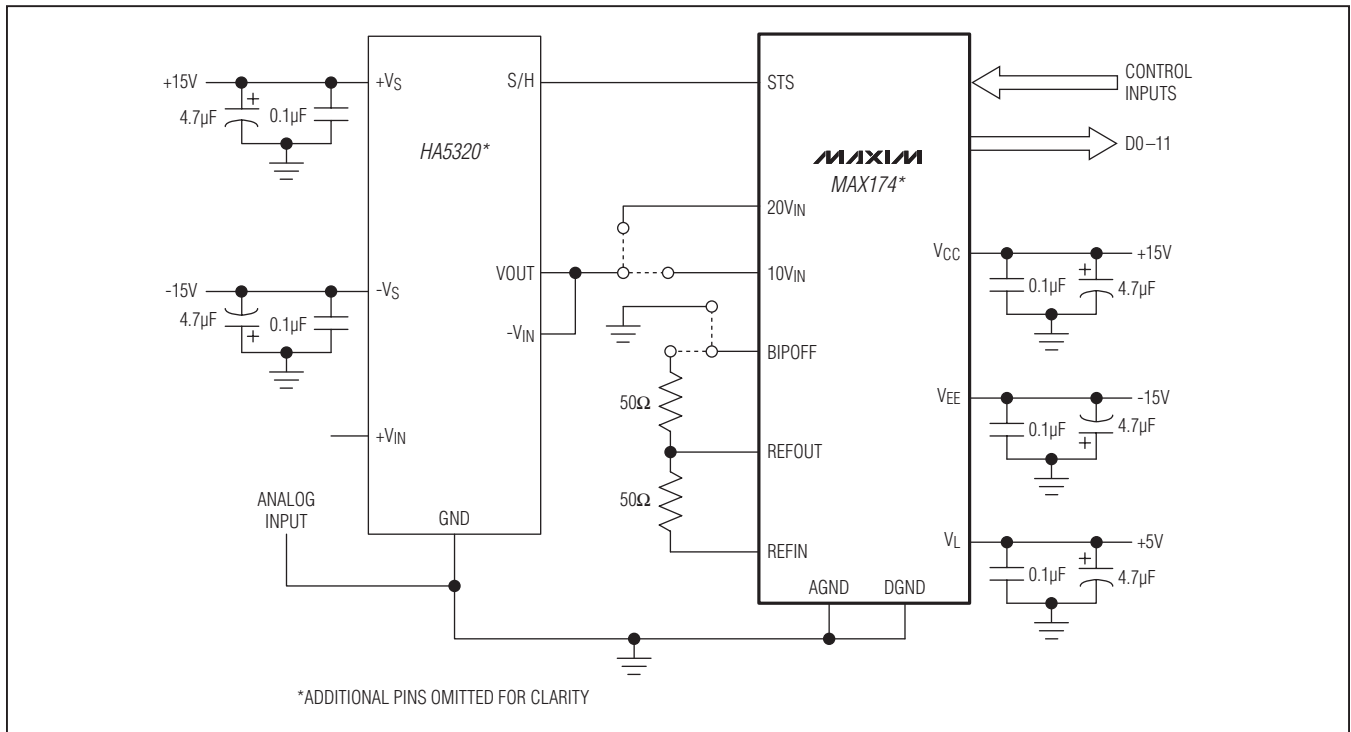 +15V
4.7µF
+
0.1µF
+VS
S/H
HA5320*
-15V
4.7µF
+
0.1µF
-VS
VOUT
-VIN
+VIN
ANALOG
INPUT
GND
STS
MAXIM
MAX174*
20VIN
10VIN
BIPOFF
50Ω
REFOUT
50Ω
REFIN
AGND
DGND
CONTROL
INPUTS
D0–11
VCC
+15V
0.1µF
+
4.7µF
VEE
-15V
0.1µF
+
4.7µF
VL
+5V
0.1µF
+
4.7µF
*ADDITIONAL PINS OMITTED FOR CLARITY